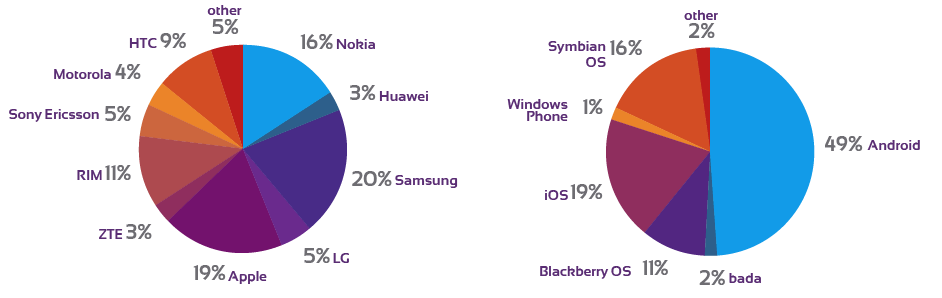 other
5%
16% Nokia
3% Huawei
20% Samsung
5% LG
19% Apple
ZTE 3%
RIM 11%
Sony Ericsson 5%
Motorola 4%
HTC 9%
other
2%
49% Android
2% bada
Blackberry OS 11%
iOS 19%
Windows
Phone
1%
Symbian
OS
16%